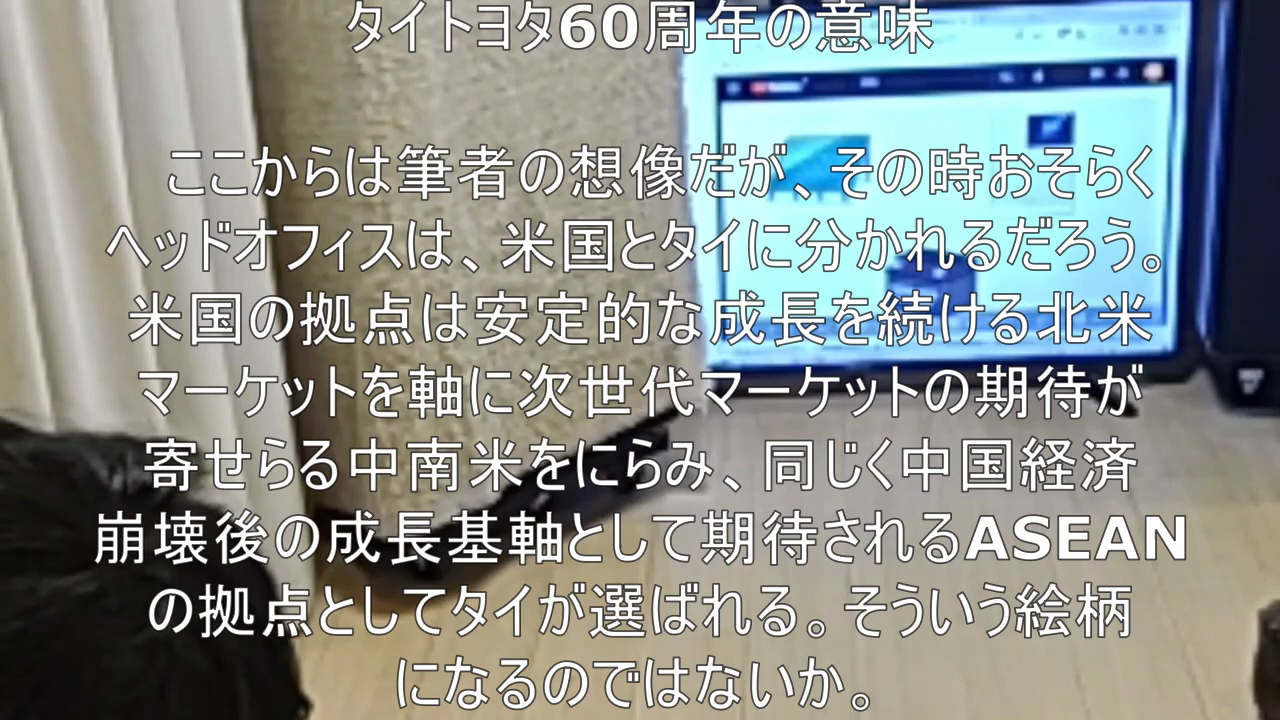 タイトヨタ60周年の意味
ここからは筆者の想像だが、その時おそらく
ヘッドオフィスは、米国とタイに分かれるだろう。
米国の拠点は安定的な成長を続ける北米
マーケットを軸に次世代マーケットの期待が
寄せらる中南米をにらみ、同じく中国経済
崩壊後の成長基軸として期待されるASEAN
の拠点としてタイが選ばれる。そういう絵柄
になるのではないか。